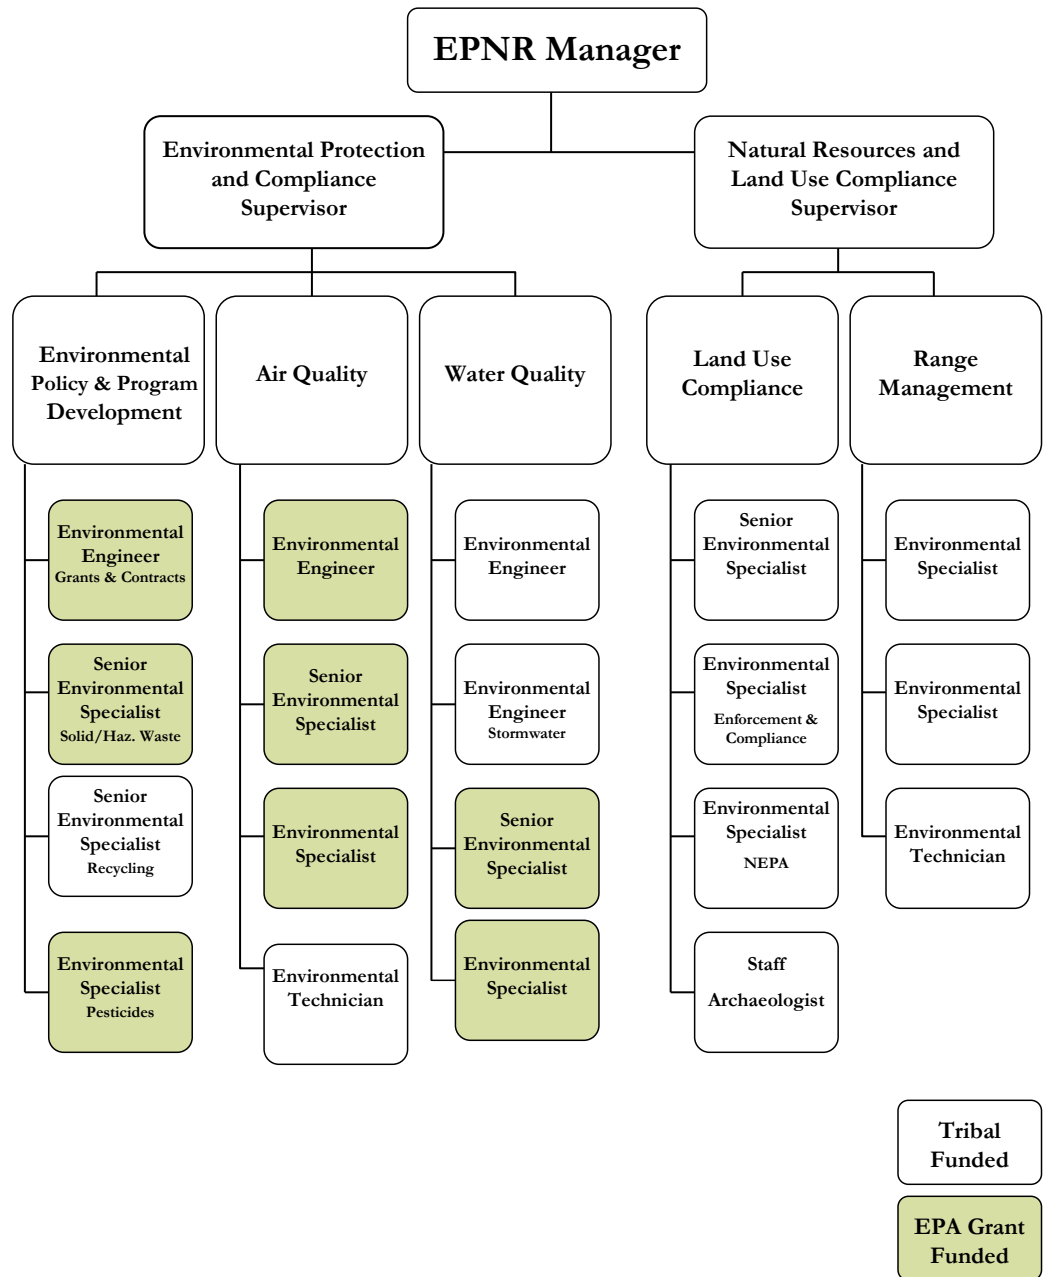 EPNR Manager
Environmental Protection
and Compliance
Supervisor
Natural Resources and
Land Use Compliance
Supervisor
Environmental
Policy & Program
Development
Air Quality
Water Quality
Land Use
Compliance
Range
Management
Environmental
Engineer
Grants & Contracts
Senior
Environmental
Specialist
Solid/Haz. Waste
Senior
Environmental
Specialist
Recycling
Environmental
Specialist
Pesticides
Environmental
Engineer
Senior
Environmental
Specialist
Environmental
Specialist
Environmental
Technician
Environmental
Engineer
Environmental
Engineer
Stormwater
Senior
Environmental
Specialist
Environmental
Specialist
Senior
Environmental
Specialist
Environmental
Specialist
Enforcement &
Compliance
Environmental
Specialist
NEPA
Staff
Archaeologist
Environmental
Specialist
Environmental
Specialist
Environmental
Technician
Tribal
Funded
EPA Grant
Funded